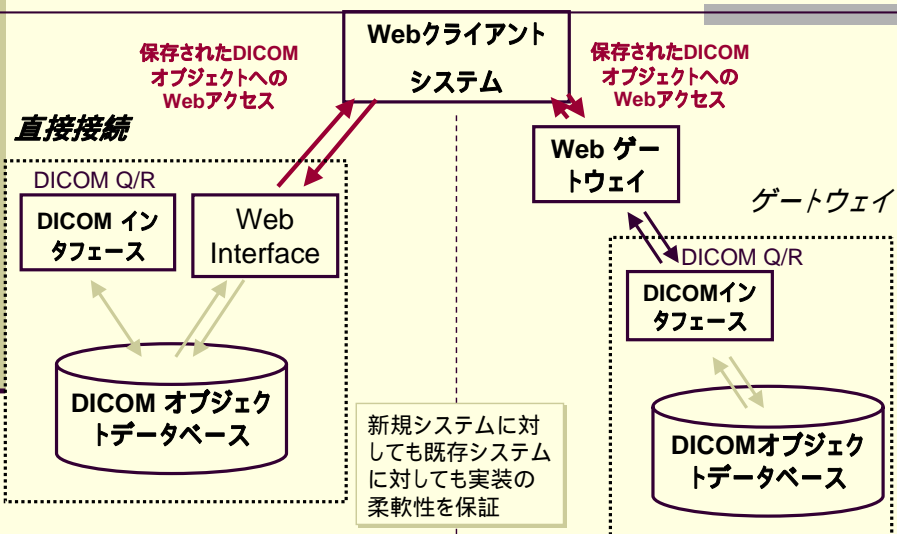 Webクライアント
システム
保存されたDICOM
オブジェクトへの
Webアクセス
保存されたDICOM
オブジェクトへの
Webアクセス
直接接続
DICOM Q/R
DICOM イン
タフェース
Web
Interface
DICOM オブジェク
トデータベース
Web ゲー
トウェイ
ゲートウェイ
DICOM Q/R
DICOMイン
タフェース
DICOMオブジェク
トデータベース
新規システムに対
しても既存システム
に対しても実装の
柔軟性を保証